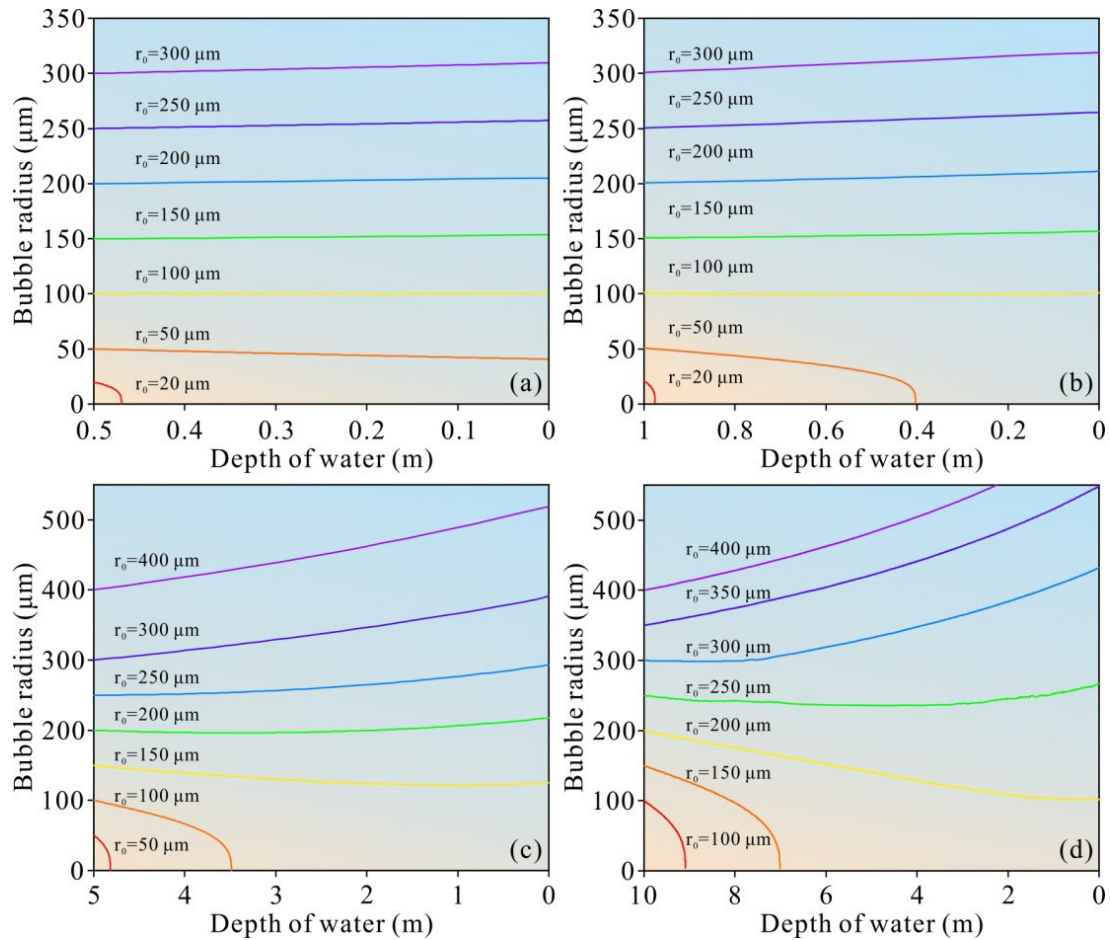 350
300
250
200
150
100
50
0
Bubble radius (μm)
r₀=300 μm
r₀=250 μm
r₀=200 μm
r₀=150 μm
r₀=100 μm
r₀=50 μm
r₀=20 μm
(a)
0.5 0.4 0.3 0.2 0.1 0
Depth of water (m)
350
300
250
200
150
100
50
0
Bubble radius (μm)
r₀=300 μm
r₀=250 μm
r₀=200 μm
r₀=150 μm
r₀=100 μm
r₀=50 μm
r₀=20 μm
(b)
1 0.8 0.6 0.4 0.2 0
Depth of water (m)
500
400
300
200
100
0
Bubble radius (μm)
r₀=400 μm
r₀=300 μm
r₀=250 μm
r₀=200 μm
r₀=150 μm
r₀=100 μm
r₀=50 μm
(c)
5 4 3 2 1 0
Depth of water (m)
500
400
300
200
100
0
Bubble radius (μm)
r₀=400 μm
r₀=350 μm
r₀=300 μm
r₀=250 μm
r₀=200 μm
r₀=150 μm
r₀=100 μm
(d)
10 8 6 4 2 0
Depth of water (m)